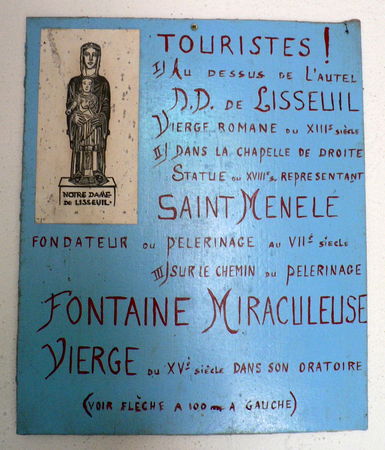 TOURISTES !
I) AU DESSUS DE L'AUTEL
N.D. DE LISSEUIL
VIERGE ROMANE DU XIIIe SIÈCLE
II) DANS LA CHAPELLE DE DROITE
STATUE DU XVIIIe S. REPRESENTANT
SAINT MENELE
FONDATEUR DU PELERINAGE AU VIIe SIECLE
III) SUR LE CHEMIN DU PELERINAGE
FONTAINE MIRACULEUSE
VIERGE DU XVe SIÈCLE DANS SON ORATOIRE
(VOIR FLÈCHE A 100 m A GAUCHE)
NOTRE DAME
DE LISSEUIL.